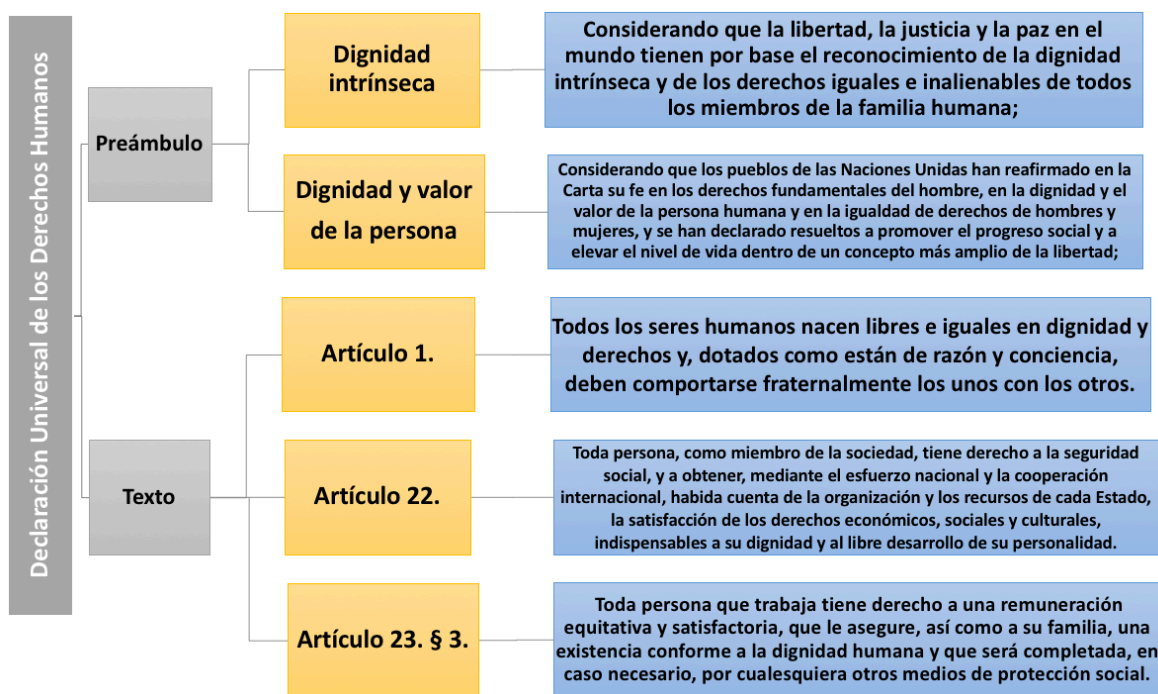 Declaración Universal de los Derechos Humanos
Preámbulo
Dignidad
intrínseca
Considerando que la libertad, la justicia y la paz en el
mundo tienen por base el reconocimiento de la dignidad
intrínseca y de los derechos iguales e inalienables de todos
los miembros de la familia humana;
Dignidad y valor
de la persona
Considerando que los pueblos de las Naciones Unidas han reafirmado en la
Carta su fe en los derechos fundamentales del hombre, en la dignidad y el
valor de la persona humana y en la igualdad de derechos de hombres y
mujeres, y se han declarado resueltos a promover el progreso social y a
elevar el nivel de vida dentro de un concepto más amplio de la libertad;
Texto
Artículo 1.
Todos los seres humanos nacen libres e iguales en dignidad y
derechos y, dotados como están de razón y conciencia,
deben comportarse fraternalmente los unos con los otros.
Artículo 22.
Toda persona, como miembro de la sociedad, tiene derecho a la seguridad
social, y a obtener, mediante el esfuerzo nacional y la cooperación
internacional, habida cuenta de la organización y los recursos de cada Estado,
la satisfacción de los derechos económicos, sociales y culturales,
indispensables a su dignidad y al libre desarrollo de su personalidad.
Artículo 23. § 3.
Toda persona que trabaja tiene derecho a una remuneración
equitativa y satisfactoria, que le asegure, así como a su familia, una
existencia conforme a la dignidad humana y que será completada, en
caso necesario, por cualesquiera otros medios de protección social.